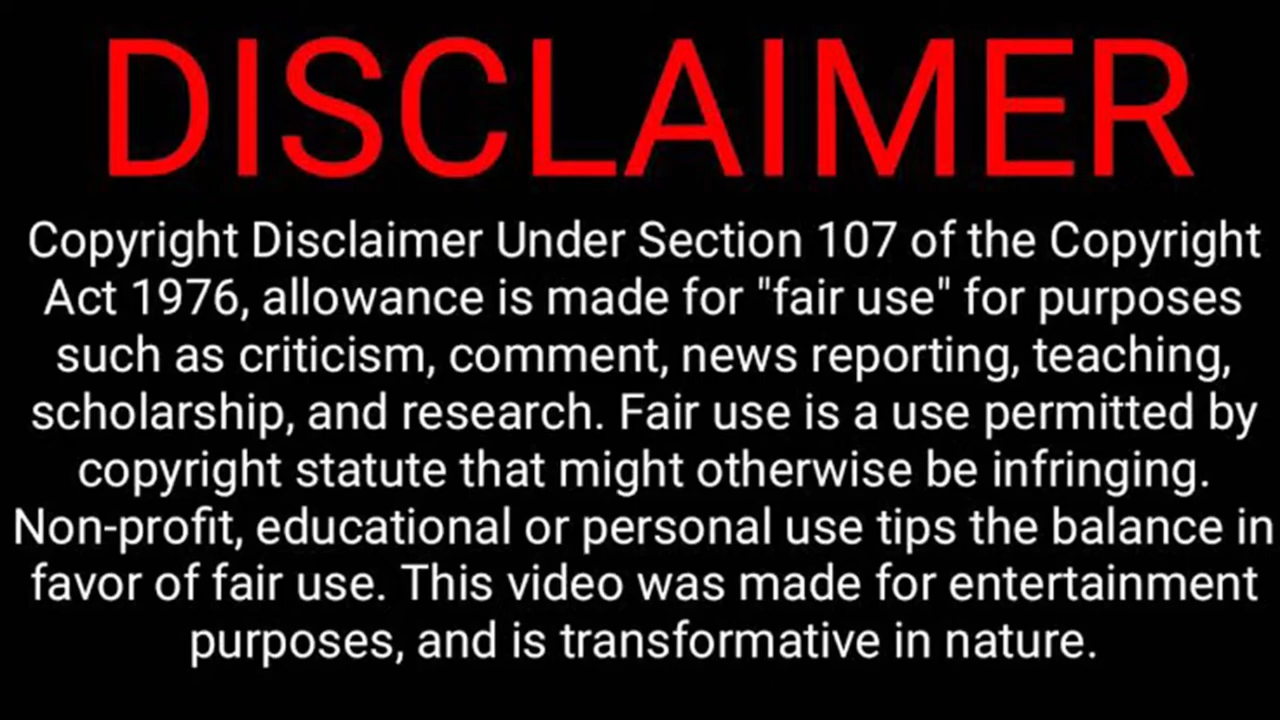 DISCLAIMER
Copyright Disclaimer Under Section 107 of the Copyright
Act 1976, allowance is made for "fair use" for purposes
such as criticism, comment, news reporting, teaching,
scholarship, and research. Fair use is a use permitted by
copyright statute that might otherwise be infringing.
Non-profit, educational or personal use tips the balance in
favor of fair use. This video was made for entertainment
purposes, and is transformative in nature.